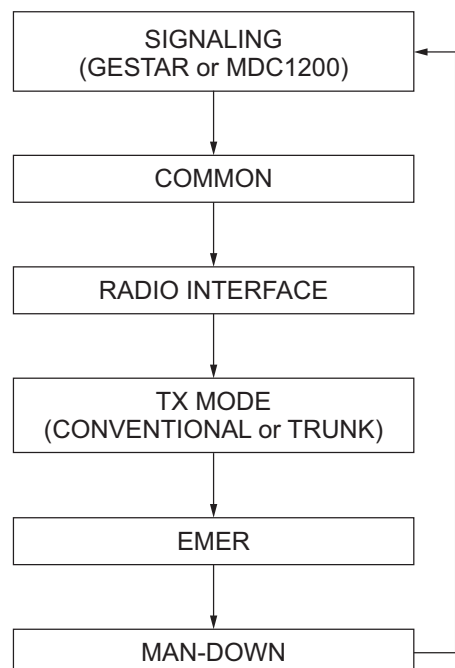 SIGNALING
(GESTAR or MDC1200)
COMMON
RADIO INTERFACE
TX MODE
(CONVENTIONAL or TRUNK)
EMER
MAN-DOWN